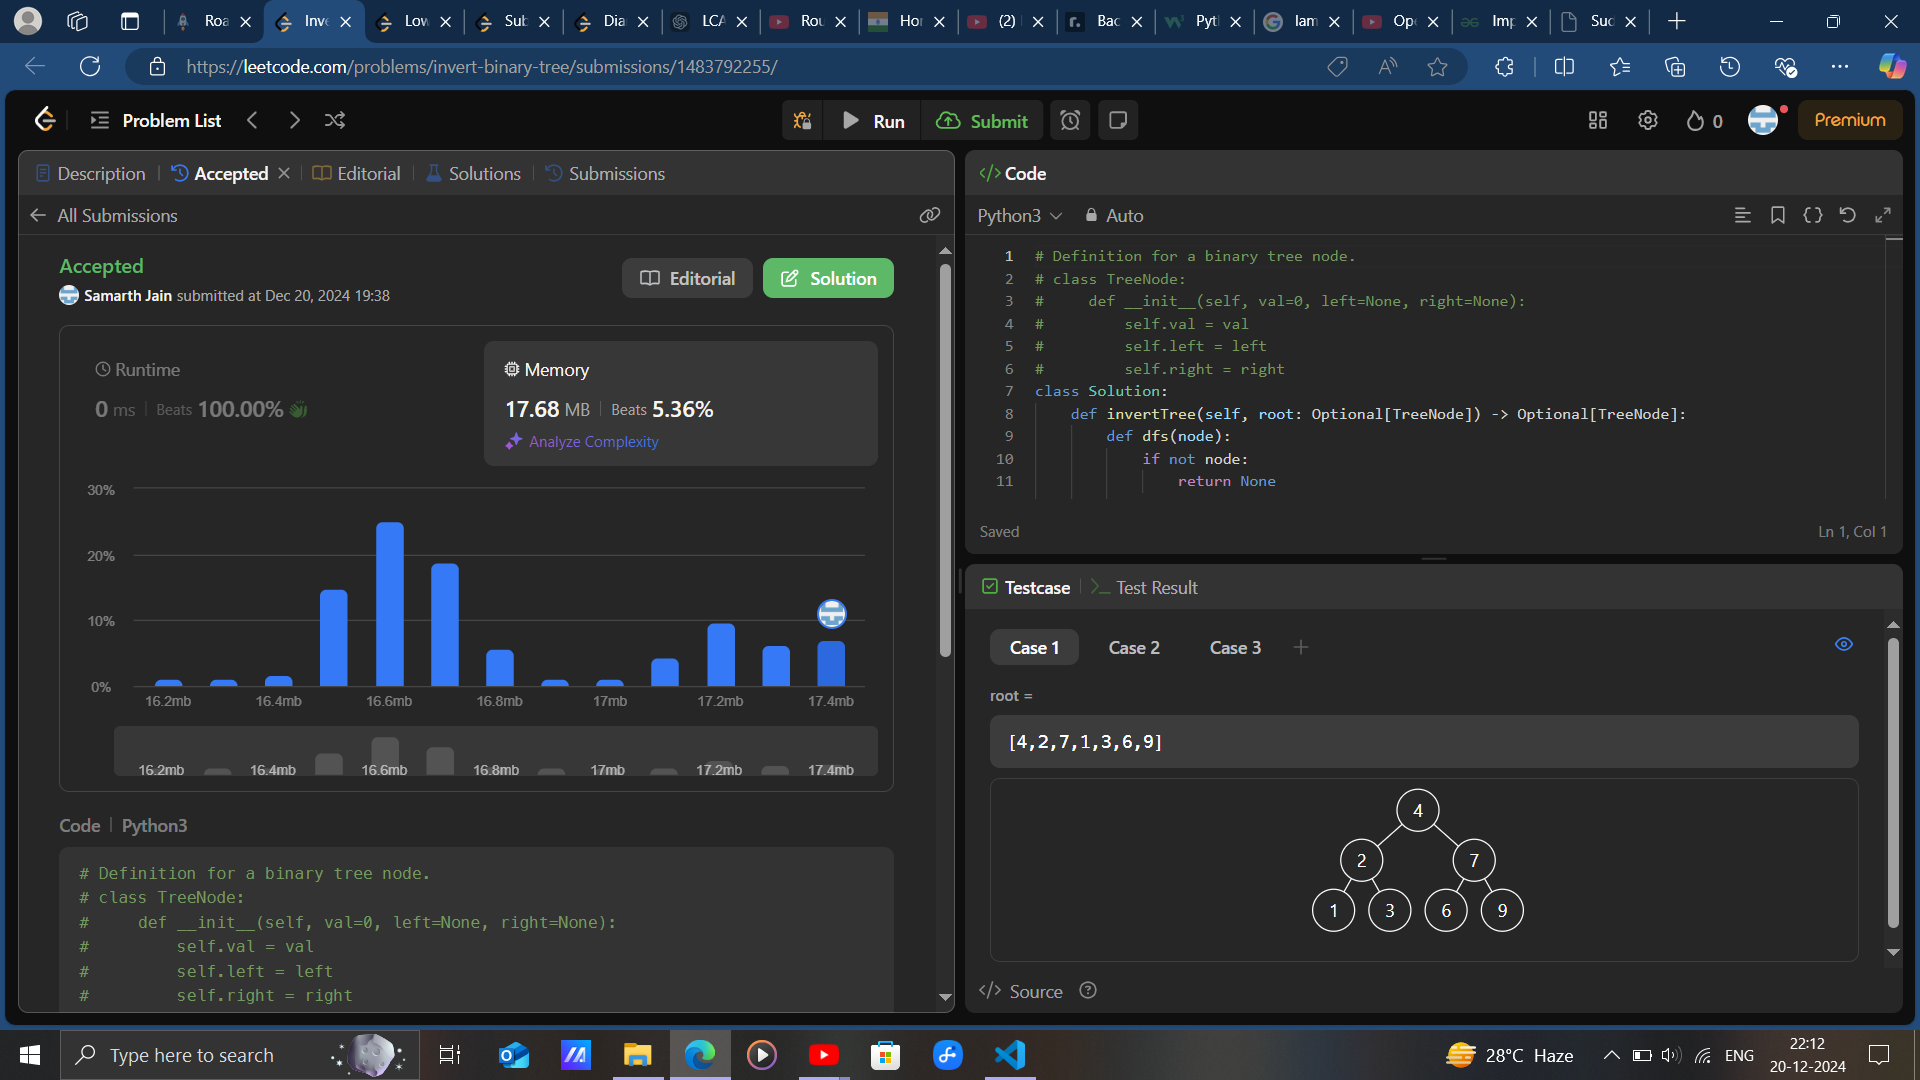 Roa
Inve
Low
Sub
Dia
LCA
Rou
Hor
(2)
Bac
Pytl
lam
Op
Imp
Suc
https://leetcode.com/problems/invert-binary-tree/submissions/1483792255/
Problem List
Run
Submit
0
Premium
Description
Accepted
Editorial
Solutions
Submissions
All Submissions
Accepted
Samarth Jain submitted at Dec 20, 2024 19:38
Editorial
Solution
Runtime
0 ms
Beats 100.00%
Memory
17.68 MB
Beats 5.36%
Analyze Complexity
30%
20%
10%
0%
16.2mb 16.4mb 16.6mb 16.8mb 17mb 17.2mb 17.4mb
16.2mb 16.4mb 16.6mb 16.8mb 17mb 17.2mb 17.4mb
Code | Python3
# Definition for a binary tree node.
# class TreeNode:
#     def __init__(self, val=0, left=None, right=None):
#         self.val = val
#         self.left = left
#         self.right = right
Code
Python3
Auto
1 # Definition for a binary tree node.
2 # class TreeNode:
3 #     def __init__(self, val=0, left=None, right=None):
4 #         self.val = val
5 #         self.left = left
6 #         self.right = right
7 class Solution:
8     def invertTree(self, root: Optional[TreeNode]) -> Optional[TreeNode]:
9         def dfs(node):
10             if not node:
11                 return None
Saved
Ln 1, Col 1
Testcase
>_ Test Result
Case 1
Case 2
Case 3
root =
[4,2,7,1,3,6,9]
4
2 7
1 3 6 9
</> Source
Type here to search
28°C Haze
ENG
22:12
20-12-2024